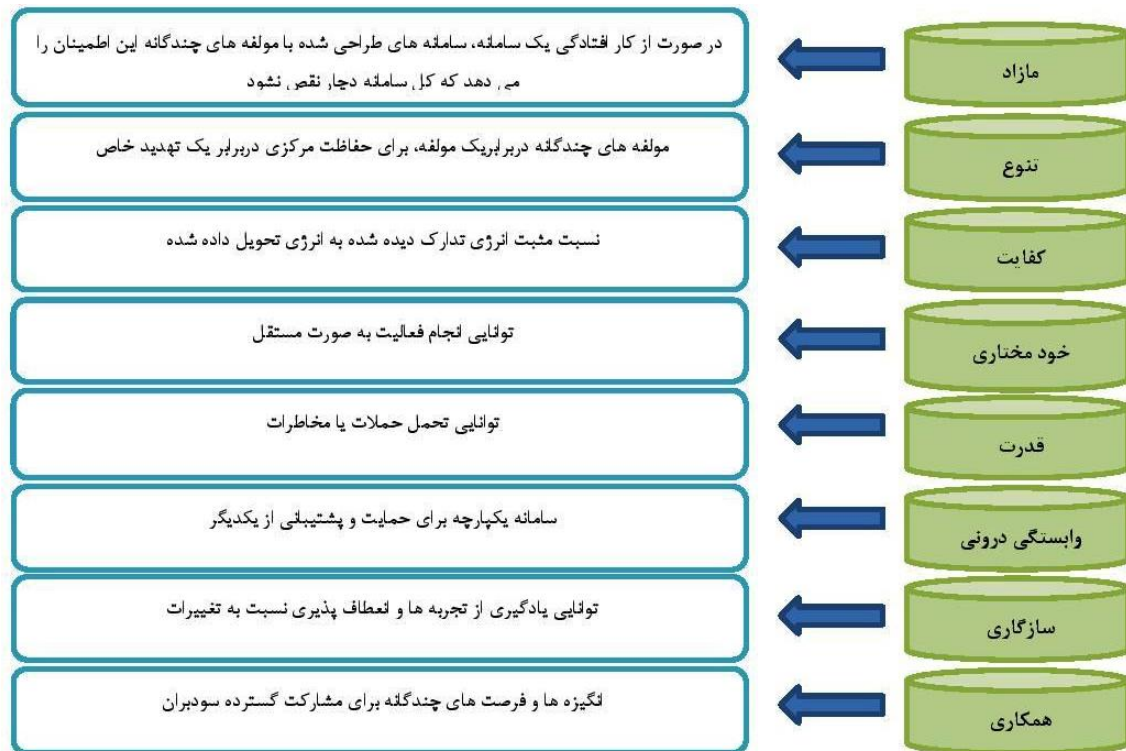 مازاد
در صورت از کار افتادگی یک سامانه، سامانه های طراحی شده با مولفه های چندگانه این اطمینان را
می دهد که کل سامانه دچار نقص نشود
تنوع
مولفه های چندگانه دربرابریک مولفه، برای حفاظت مرکزی دربرابر یک تهدید خاص
کفایت
نسبت مثبت انرژی تدارک دیده شده به انرژی تحویل داده شده
خود مختاری
توانایی انجام فعالیت به صورت مستقل
قدرت
توانایی تحمل حملات یا مخاطرات
وابستگی درونی
سامانه یکپارچه برای حمایت و پشتیبانی از یکدیگر
سازگاری
توانایی یادگیری از تجربه ها و انعطاف پذیری نسبت به تغییرات
همکاری
انگیزه ها و فرصت های چندگانه برای مشارکت گسترده سودبران